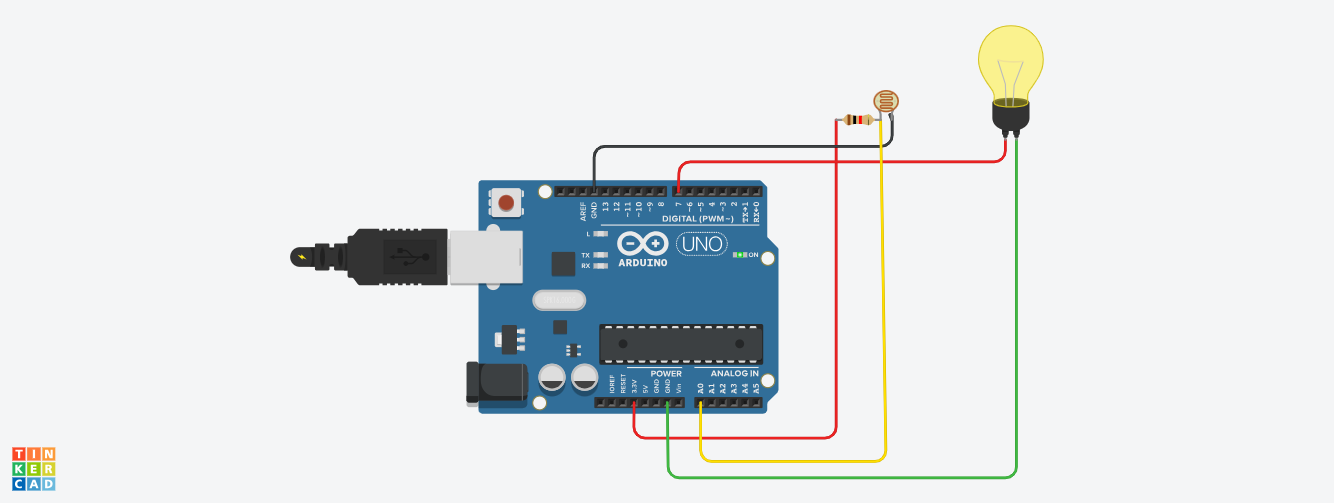 AREF
GND
13
12
~11
~10
~9
8
7
~6
~5
4
~3
2
TX→1
RX←0
DIGITAL (PWM~)
L
TX
RX
ARDUINO
UNO
ON
POWER
ANALOG IN
IOREF
RESET
3.3V
5V
GND
GND
Vin
A0
A1
A2
A3
A4
A5
TIN
KER
CAD